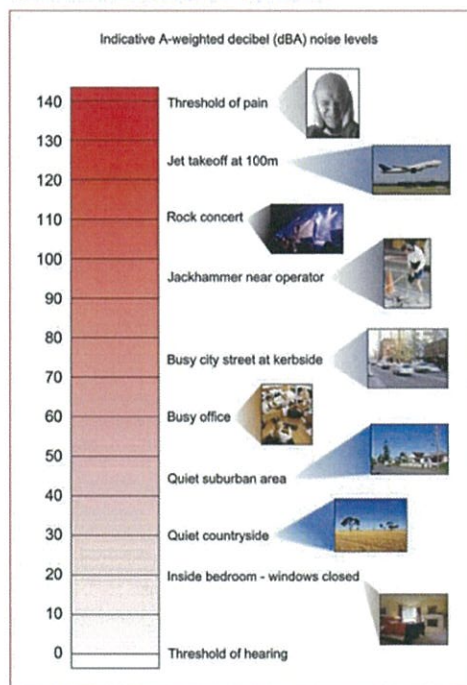 Indicative A-weighted decibel (dBA) noise levels
140
Threshold of pain
130
Jet takeoff at 100m
120
110
Rock concert
100
Jackhammer near operator
90
80
Busy city street at kerbside
70
60
Busy office
50
Quiet suburban area
40
30
Quiet countryside
20
Inside bedroom - windows closed
10
0
Threshold of hearing